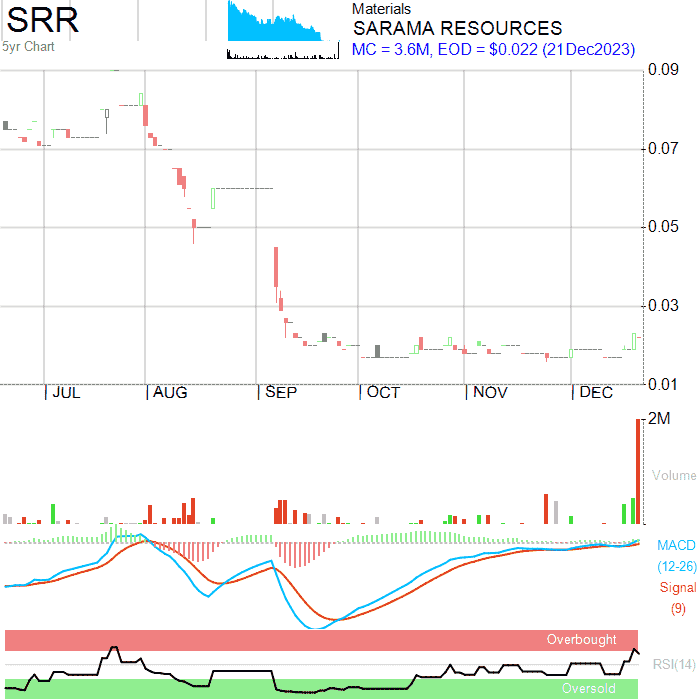 SRR
5yr Chart
Materials
SARAMA RESOURCES
MC = 3.6M, EOD = $0.022 (21Dec2023)
0.09
0.07
0.05
0.03
0.01
JUL AUG SEP OCT NOV DEC
2M
Volume
MACD
(12-26)
Signal
(9)
Overbought
RSI(14)
Oversold